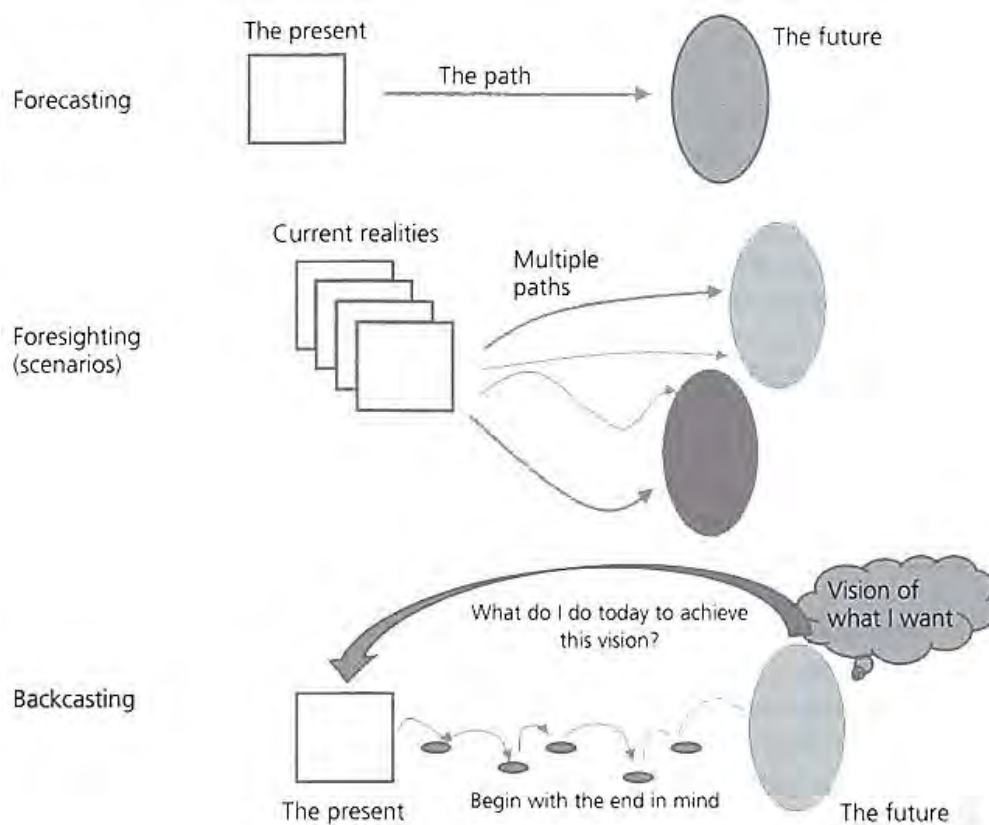 The present
The future
The path
Forecasting
Current realities
Multiple
paths
Foresighting
(scenarios)
Vision of
what I want
What do I do today to achieve
this vision?
Backcasting
Begin with the end in mind
The present
The future